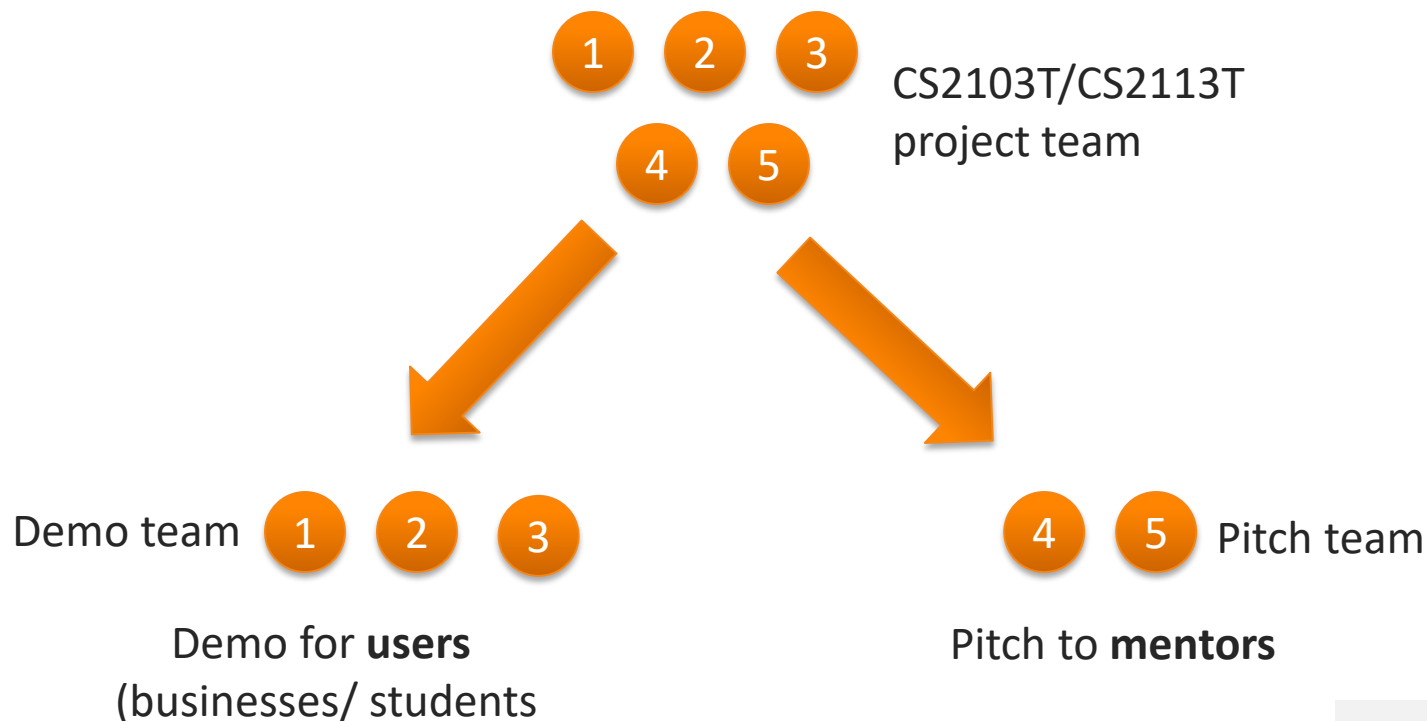 1 2 3
CS2103T/CS2113T
project team
4 5
Demo team 1 2 3
4 5 Pitch team
Demo for users
(businesses/ students
Pitch to mentors